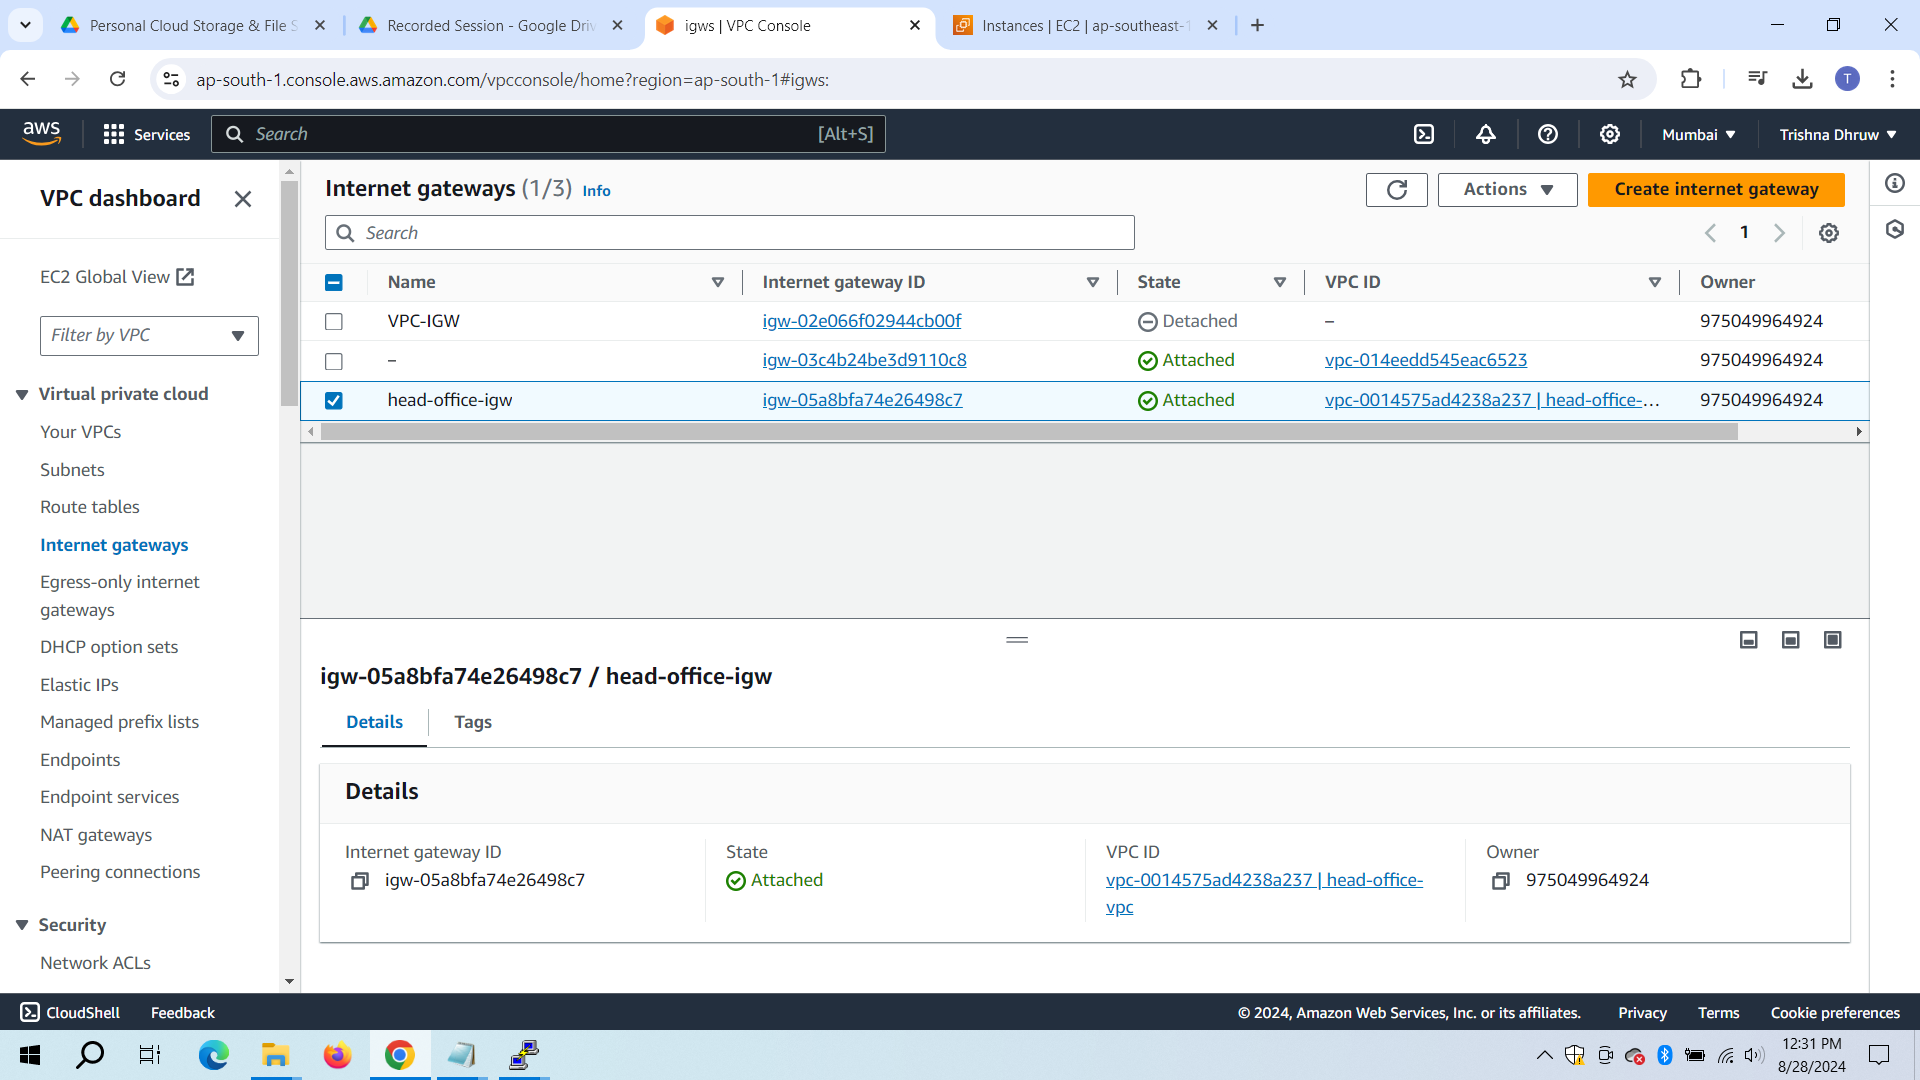 Personal Cloud Storage & File S
Recorded Session - Google Driv
igws | VPC Console
Instances | EC2 | ap-southeast-1
ap-south-1.console.aws.amazon.com/vpcconsole/home?region=ap-south-1#igws:
T
aws
Services
Search
[Alt+S]
Mumbai
Trishna Dhruw
VPC dashboard
EC2 Global View
Filter by VPC
Virtual private cloud
Your VPCs
Subnets
Route tables
Internet gateways
Egress-only internet
gateways
DHCP option sets
Elastic IPs
Managed prefix lists
Endpoints
Endpoint services
NAT gateways
Peering connections
Security
Network ACLs
Internet gateways (1/3) Info
Actions
Create internet gateway
Search
1
Name Internet gateway ID State VPC ID Owner
VPC-IGW igw-02e066f02944cb00f Detached – 975049964924
– igw-03c4b24be3d9110c8 Attached vpc-014eedd545eac6523 975049964924
head-office-igw igw-05a8bfa74e26498c7 Attached vpc-0014575ad4238a237 | head-office-... 975049964924
igw-05a8bfa74e26498c7 / head-office-igw
Details
Tags
Details
Internet gateway ID
igw-05a8bfa74e26498c7
State
Attached
VPC ID
vpc-0014575ad4238a237 | head-office-
vpc
Owner
975049964924
CloudShell
Feedback
© 2024, Amazon Web Services, Inc. or its affiliates.
Privacy
Terms
Cookie preferences
12:31 PM
8/28/2024